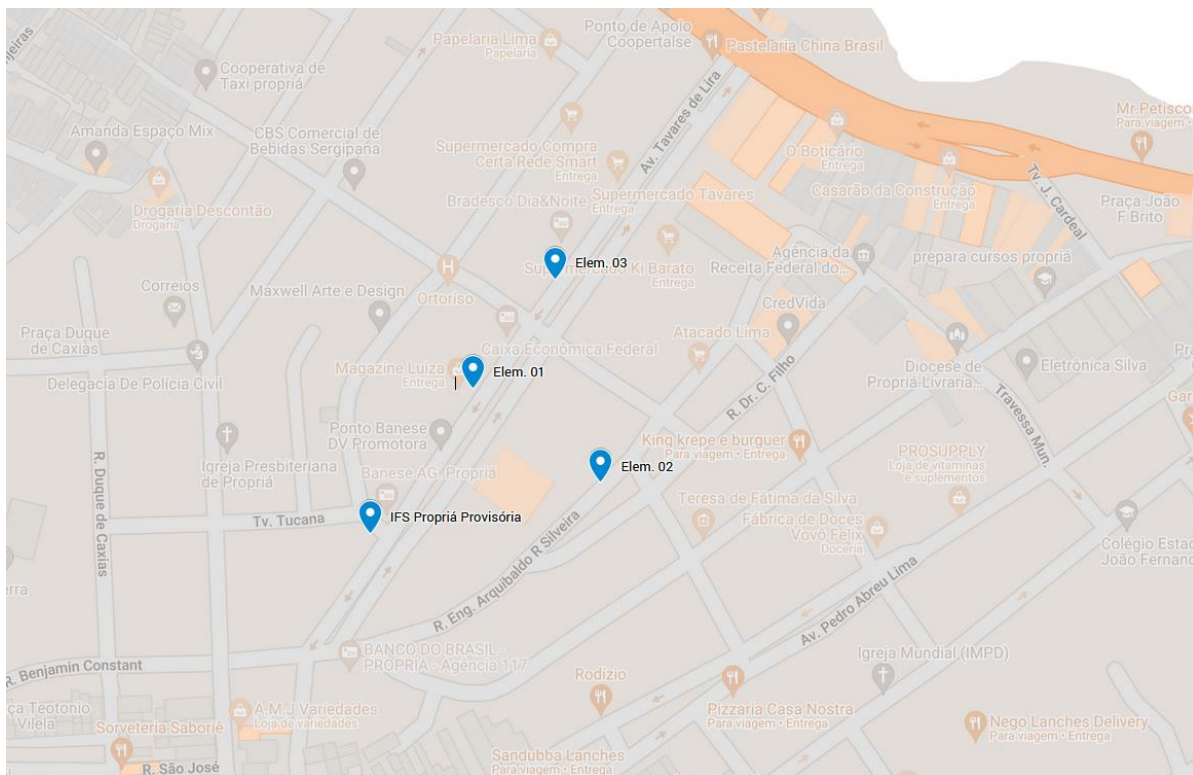 Ponto de Apoio
Coopertalse
Papelaria Lima
Papelaria
Pastelaria China Brasil
Cooperativa de
Taxi propriá
Av. Tavares de Lira
Mr. Petisco
Para viagem •
Amanda Espaço Mix
CBS Comercial de
Bebidas Sergipana
Supermercado Compra
Certa Rede Smart
Entrega
O Boticário
Entrega
Drogaria Descontão
Drogaria
Bradesco Dia&Noite
Supermercado Tavares
Entrega
Casarão da Construção
Entrega
Tv. J. Cardeal
Praça João
F Brito
Elem. 03
Supermercado Ki Barato
Entrega
Agência da
Receita Federal do...
prepara cursos propriá
Correios
Maxwell Arte e Design
Ortoriso
CredVida
Praça Duque
de Caxias
Atacado Lima
Caixa Econômica Federal
Delegacia De Polícia Civil
Magazine Luiza
Entrega
Elem. 01
Diocese de
Propriá-Livraria...
Eletrônica Silva
R. Dr. C. Filho
Travessa Mun.
Ponto Banese
DV Promotora
King krepe e burguer
Para viagem • Entrega
PROSUPPLY
Loja de vitaminas
e suplementos
Igreja Presbiteriana
de Propriá
Banese AG. Propriá
Elem. 02
R. Duque de Caxias
Teresa de Fátima da Silva
Tv. Tucana
IFS Propriá Provisória
Fábrica de Doces
Vovó Felix
Doceria
Colégio Estad
João Fernand
R. Eng. Arquibaldo R Silveira
Av. Pedro Abreu Lima
BANCO DO BRASIL -
PROPRIA - Agência 117
R. Benjamin Constant
Igreja Mundial (IMPD)
Rodizio
ça Teotonio
Vilela
A.M.J Variedades
Loja de variedades
Pizzaria Casa Nostra
Para viagem • Entrega
Sorveteria Saboriê
Nego Lanches Delivery
Para viagem • Entrega
Sandubba Lanches
Para viagem • Entrega
R. São José